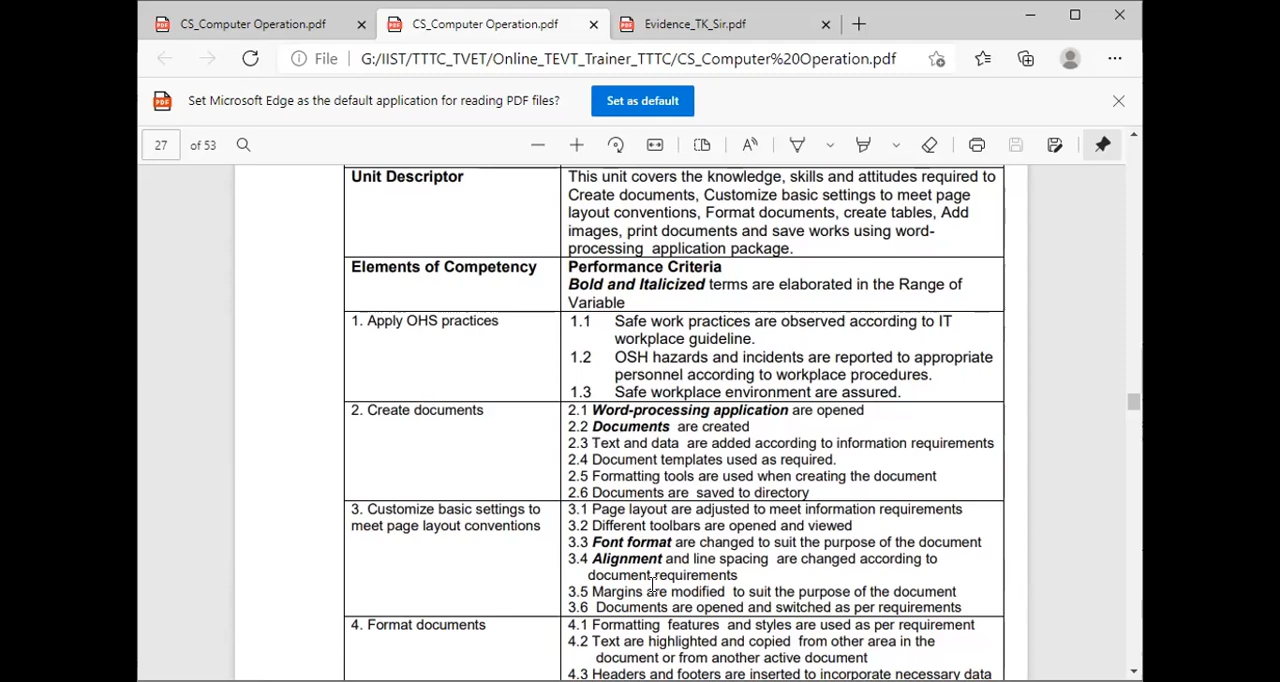 CS_Computer Operation.pdf
CS_Computer Operation.pdf
Evidence_TK_Sir.pdf
File
G:/IIST/TTTC_TVET/Online_TEVT_Trainer_TTTC/CS_Computer%20Operation.pdf
Set Microsoft Edge as the default application for reading PDF files?
Set as default
27 of 53
Unit Descriptor
This unit covers the knowledge, skills and attitudes required to
Create documents, Customize basic settings to meet page
layout conventions, Format documents, create tables, Add
images, print documents and save works using word-
processing application package.
Elements of Competency
Performance Criteria
Bold and Italicized terms are elaborated in the Range of
Variable
1. Apply OHS practices
1.1 Safe work practices are observed according to IT
workplace guideline.
1.2 OSH hazards and incidents are reported to appropriate
personnel according to workplace procedures.
1.3 Safe workplace environment are assured.
2. Create documents
2.1 Word-processing application are opened
2.2 Documents are created
2.3 Text and data are added according to information requirements
2.4 Document templates used as required.
2.5 Formatting tools are used when creating the document
2.6 Documents are saved to directory
3. Customize basic settings to
meet page layout conventions
3.1 Page layout are adjusted to meet information requirements
3.2 Different toolbars are opened and viewed
3.3 Font format are changed to suit the purpose of the document
3.4 Alignment and line spacing are changed according to
document requirements
3.5 Margins are modified to suit the purpose of the document
3.6 Documents are opened and switched as per requirements
4. Format documents
4.1 Formatting features and styles are used as per requirement
4.2 Text are highlighted and copied from other area in the
document or from another active document
4.3 Headers and footers are inserted to incorporate necessary data